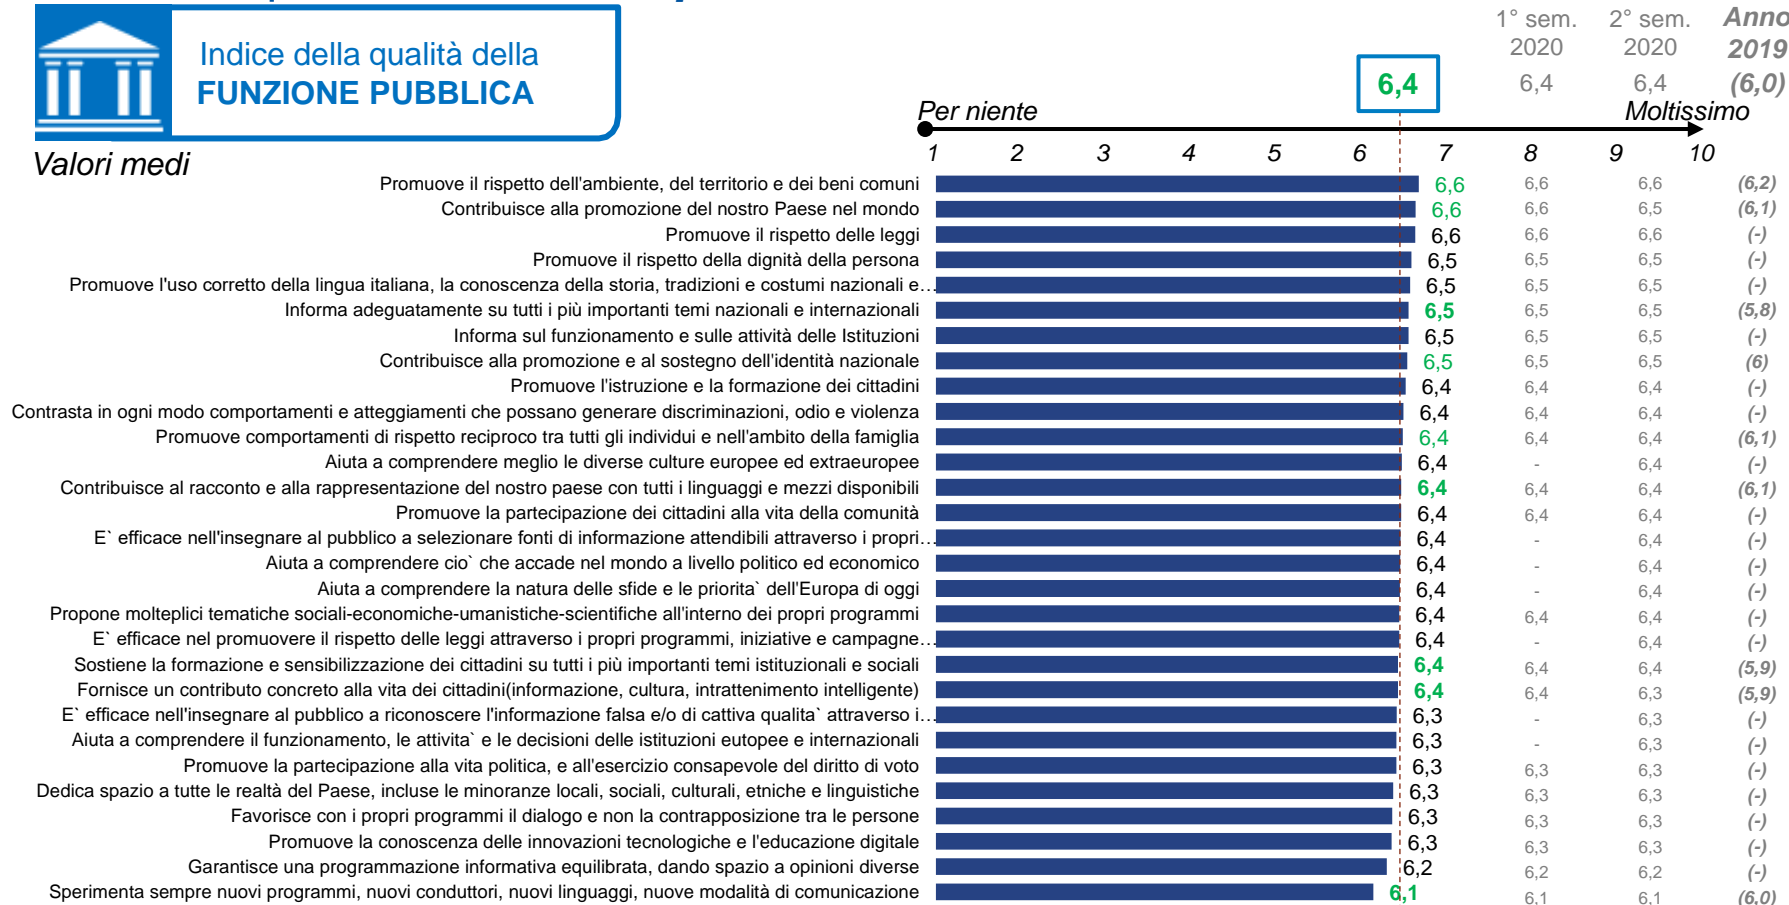 1° sem. 2° sem. Anno
2020 2020 2019
Indice della qualità della
FUNZIONE PUBBLICA
6,4 6,4 6,4 (6,0)
Per niente Moltissimo
Valori medi
1 2 3 4 5 6 7 8 9 10
Promuove il rispetto dell'ambiente, del territorio e dei beni comuni 6,6 6,6 6,6 (6,2)
Contribuisce alla promozione del nostro Paese nel mondo 6,6 6,6 6,5 (6,1)
Promuove il rispetto delle leggi 6,6 6,6 6,6 (-)
Promuove il rispetto della dignità della persona 6,5 6,5 6,5 (-)
Promuove l'uso corretto della lingua italiana, la conoscenza della storia, tradizioni e costumi nazionali e… 6,5 6,5 6,5 (-)
Informa adeguatamente su tutti i più importanti temi nazionali e internazionali 6,5 6,5 6,5 (5,8)
Informa sul funzionamento e sulle attività delle Istituzioni 6,5 6,5 6,5 (-)
Contribuisce alla promozione e al sostegno dell'identità nazionale 6,5 6,5 6,5 (6)
Promuove l'istruzione e la formazione dei cittadini 6,4 6,4 6,4 (-)
Contrasta in ogni modo comportamenti e atteggiamenti che possano generare discriminazioni, odio e violenza 6,4 6,4 6,4 (-)
Promuove comportamenti di rispetto reciproco tra tutti gli individui e nell'ambito della famiglia 6,4 6,4 6,4 (6,1)
Aiuta a comprendere meglio le diverse culture europee ed extraeuropee 6,4 - 6,4 (-)
Contribuisce al racconto e alla rappresentazione del nostro paese con tutti i linguaggi e mezzi disponibili 6,4 6,4 6,4 (6,1)
Promuove la partecipazione dei cittadini alla vita della comunità 6,4 6,4 6,4 (-)
E` efficace nell'insegnare al pubblico a selezionare fonti di informazione attendibili attraverso i propri… 6,4 - 6,4 (-)
Aiuta a comprendere cio` che accade nel mondo a livello politico ed economico 6,4 - 6,4 (-)
Aiuta a comprendere la natura delle sfide e le priorita` dell'Europa di oggi 6,4 - 6,4 (-)
Propone molteplici tematiche sociali-economiche-umanistiche-scientifiche all'interno dei propri programmi 6,4 6,4 6,4 (-)
E` efficace nel promuovere il rispetto delle leggi attraverso i propri programmi, iniziative e campagne… 6,4 - 6,4 (-)
Sostiene la formazione e sensibilizzazione dei cittadini su tutti i più importanti temi istituzionali e sociali 6,4 6,4 6,4 (5,9)
Fornisce un contributo concreto alla vita dei cittadini(informazione, cultura, intrattenimento intelligente) 6,4 6,4 6,3 (5,9)
E` efficace nell'insegnare al pubblico a riconoscere l'informazione falsa e/o di cattiva qualita` attraverso i… 6,3 - 6,3 (-)
Aiuta a comprendere il funzionamento, le attivita` e le decisioni delle istituzioni eutopee e internazionali 6,3 - 6,3 (-)
Promuove la partecipazione alla vita politica, e all'esercizio consapevole del diritto di voto 6,3 6,3 6,3 (-)
Dedica spazio a tutte le realtà del Paese, incluse le minoranze locali, sociali, culturali, etniche e linguistiche 6,3 6,3 6,3 (-)
Favorisce con i propri programmi il dialogo e non la contrapposizione tra le persone 6,3 6,3 6,3 (-)
Promuove la conoscenza delle innovazioni tecnologiche e l'educazione digitale 6,3 6,3 6,3 (-)
Garantisce una programmazione informativa equilibrata, dando spazio a opinioni diverse 6,2 6,2 6,2 (-)
Sperimenta sempre nuovi programmi, nuovi conduttori, nuovi linguaggi, nuove modalità di comunicazione 6,1 6,1 6,1 (6,0)